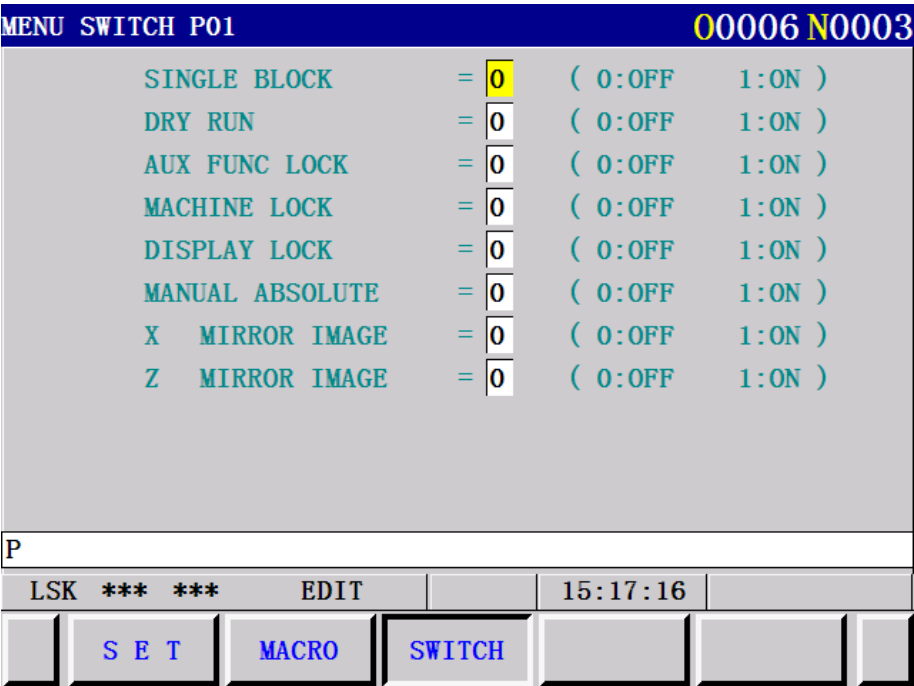 MENU SWITCH P01 O0006 N0003
SINGLE BLOCK = 0 ( 0:OFF 1:ON )
DRY RUN = 0 ( 0:OFF 1:ON )
AUX FUNC LOCK = 0 ( 0:OFF 1:ON )
MACHINE LOCK = 0 ( 0:OFF 1:ON )
DISPLAY LOCK = 0 ( 0:OFF 1:ON )
MANUAL ABSOLUTE = 0 ( 0:OFF 1:ON )
X MIRROR IMAGE = 0 ( 0:OFF 1:ON )
Z MIRROR IMAGE = 0 ( 0:OFF 1:ON )
P
LSK *** *** EDIT 15:17:16
S E T MACRO SWITCH